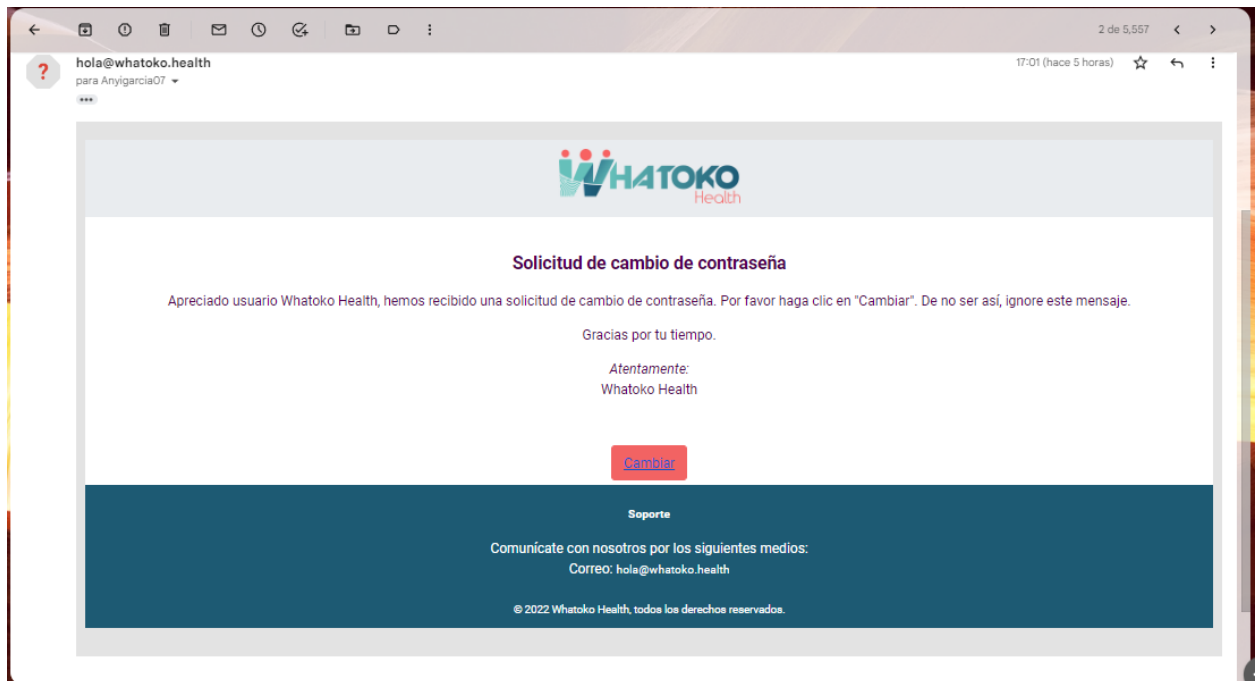 2 de 5,557
?
hola@whatoko.health
17:01 (hace 5 horas)
para Anyigarcia07
WHATOKO
Health
Solicitud de cambio de contraseña
Apreciado usuario Whatoko Health, hemos recibido una solicitud de cambio de contraseña. Por favor haga clic en "Cambiar". De no ser así, ignore este mensaje.
Gracias por tu tiempo.
Atentamente:
Whatoko Health
Cambiar
Soporte
Comunícate con nosotros por los siguientes medios:
Correo: hola@whatoko.health
© 2022 Whatoko Health, todos los derechos reservados.